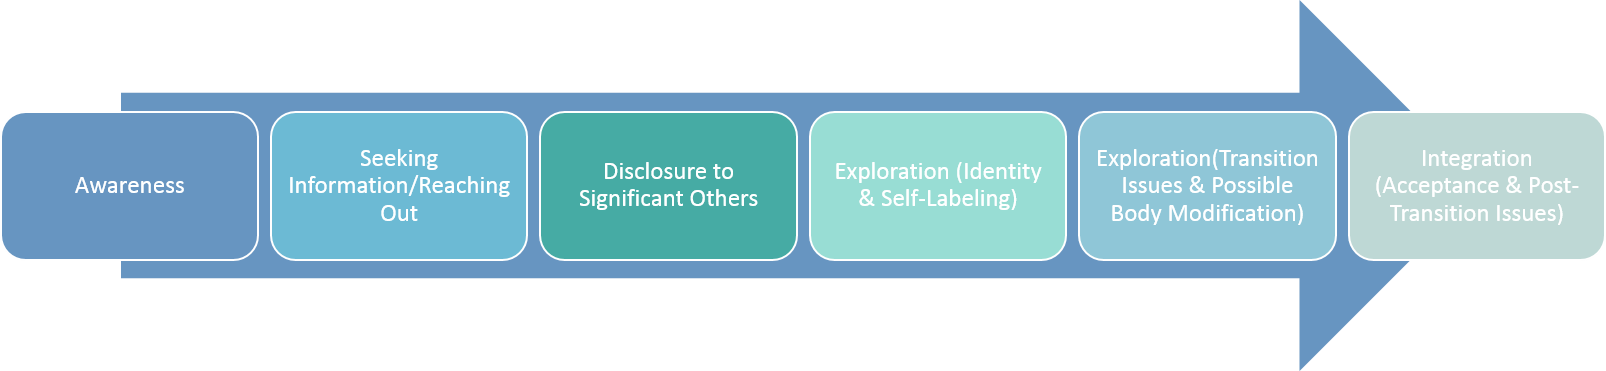 Awareness
Seeking
Information/Reaching
Out
Disclosure to
Significant Others
Exploration (Identity
& Self-Labeling)
Exploration(Transition
Issues & Possible
Body Modification)
Integration
(Acceptance & Post-
Transition Issues)